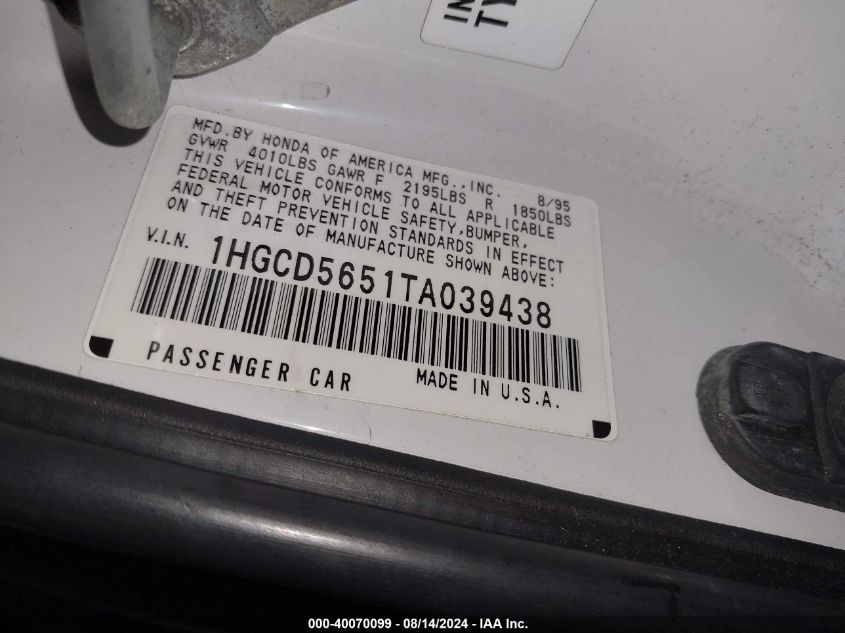 IN
TY
MFD.BY HONDA OF AMERICA MFG.,INC. 8/95
GVWR 4010LBS GAWR F 2195LBS R 1850LBS
THIS VEHICLE CONFORMS TO ALL APPLICABLE
FEDERAL MOTOR VEHICLE SAFETY,BUMPER,
AND THEFT PREVENTION STANDARDS IN EFFECT
ON THE DATE OF MANUFACTURE SHOWN ABOVE:
V.I.N. 1HGCD5651TA039438
PASSENGER CAR MADE IN U.S.A.
000-40070099 - 08/14/2024 - IAA Inc.